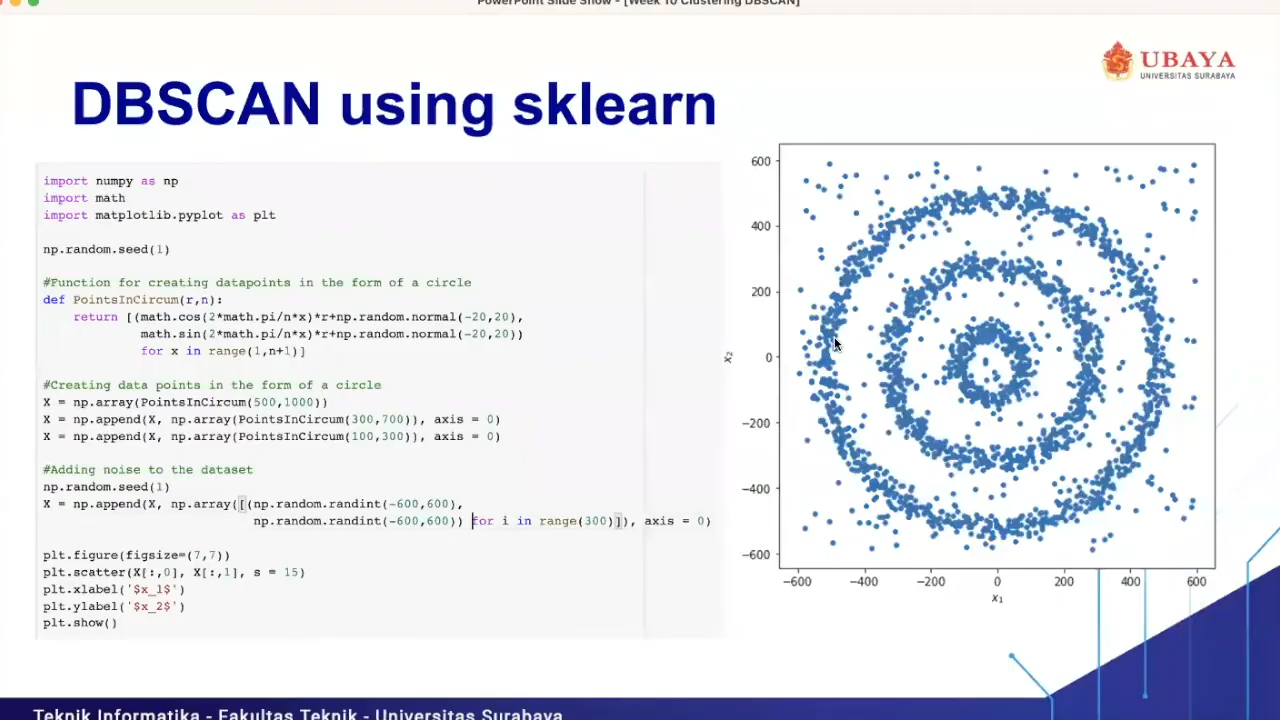 PowerPoint Slide Show - [Week 10 Clustering DBSCAN]
UBAYA
UNIVERSITAS SURABAYA
DBSCAN using sklearn
import numpy as np
import math
import matplotlib.pyplot as plt
np.random.seed(1)
#Function for creating datapoints in the form of a circle
def PointsInCircum(r,n):
return [(math.cos(2*math.pi/n*x)*r+np.random.normal(-20,20),
math.sin(2*math.pi/n*x)*r+np.random.normal(-20,20))
for x in range(1,n+1)]
#Creating data points in the form of a circle
X = np.array(PointsInCircum(500,1000))
X = np.append(X, np.array(PointsInCircum(300,700)), axis = 0)
X = np.append(X, np.array(PointsInCircum(100,300)), axis = 0)
#Adding noise to the dataset
np.random.seed(1)
X = np.append(X, np.array([(np.random.randint(-600,600),
np.random.randint(-600,600)) for i in range(300)]), axis = 0)
plt.figure(figsize=(7,7))
plt.scatter(X[:,0], X[:,1], s = 15)
plt.xlabel('$x_1$')
plt.ylabel('$x_2$')
plt.show()
600
400
200
0
−200
−400
−600
x₂
−600 −400 −200 0 200 400 600
x₁
Teknik Informatika - Fakultas Teknik - Universitas Surabaya